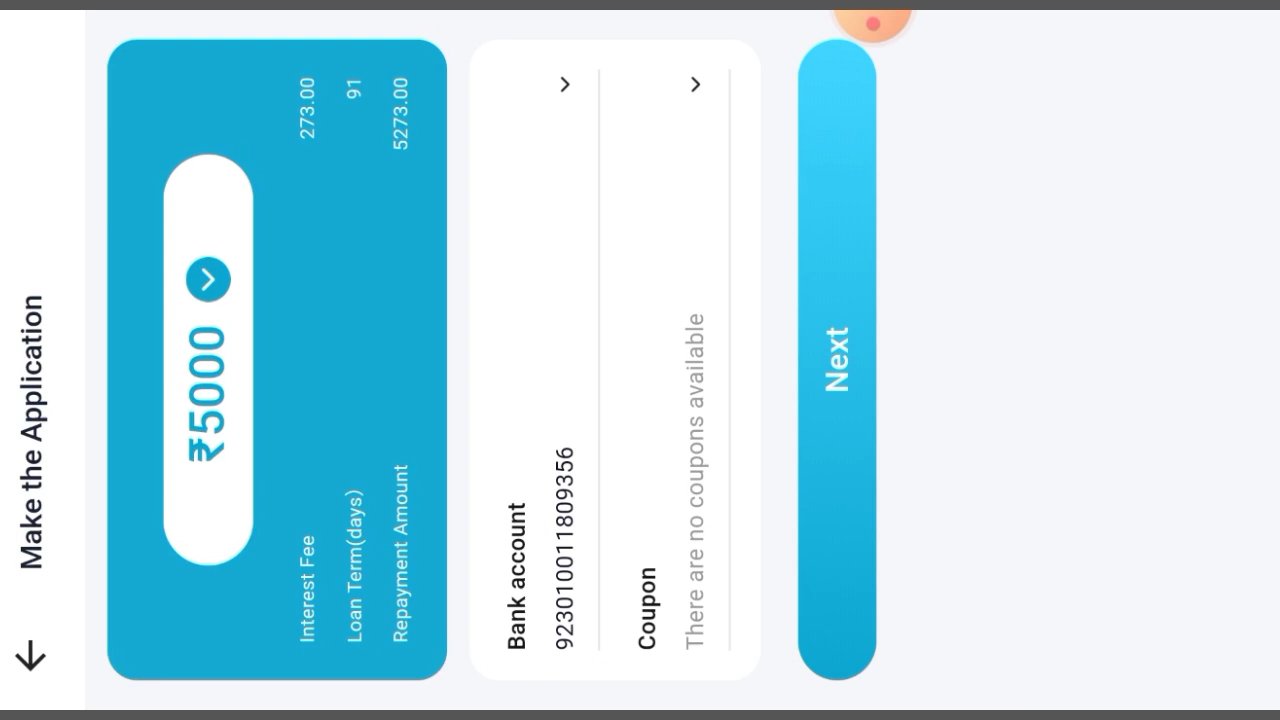 Make the Application
₹5000
Interest Fee 273.00
Loan Term(days) 91
Repayment Amount 5273.00
Bank account
923010011809356
Coupon
There are no coupons available
Next